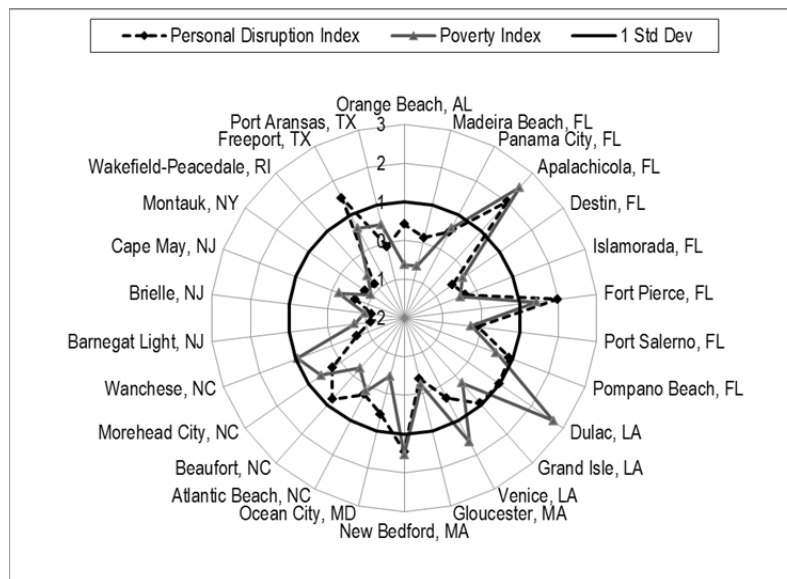 Personal Disruption Index Poverty Index 1 Std Dev
Orange Beach, AL
Port Aransas, TX Madeira Beach, FL
Freeport, TX 3 Panama City, FL
Wakefield-Peacedale, RI 2 Apalachicola, FL
Montauk, NY 1 Destin, FL
Cape May, NJ 0 Islamorada, FL
Brielle, NJ -1 Fort Pierce, FL
Barnegat Light, NJ -2 Port Salerno, FL
Wanchese, NC Pompano Beach, FL
Morehead City, NC Dulac, LA
Beaufort, NC Grand Isle, LA
Atlantic Beach, NC Venice, LA
Ocean City, MD Gloucester, MA
New Bedford, MA